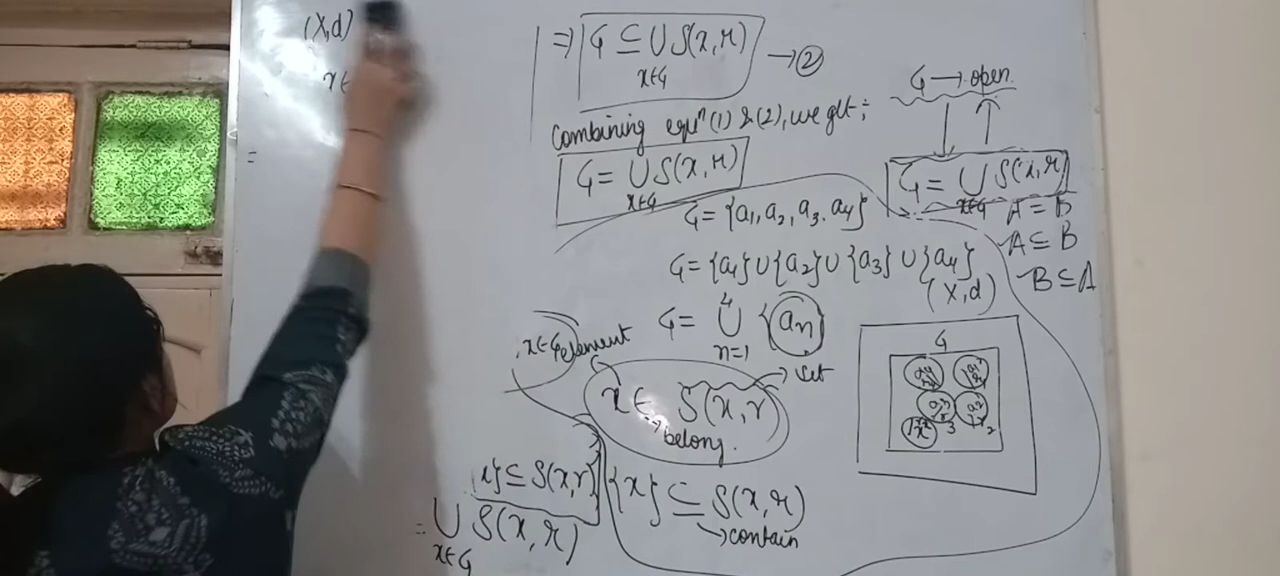 (X,d)
x∈
⇒ G ⊆ ∪ S(x,r) → ②
x∈G
Combining equⁿ (1) & (2), we get :
G = ∪ S(x,r)
x∈G
G → open.
G = ∪ S(x,r)
x∈G
A = B
A ⊆ B
B ⊆ A
G = {a1, a2, a3, a4}
G = {a1} ∪ {a2} ∪ {a3} ∪ {a4}
(X,d)
4
G = ∪ {an}
n=1
x∈G element
→ set
x ∈ S(x,r)
→ belong.
x} ⊆ S(x,r)
{x} ⊆ S(x,r)
→ contain
= ∪ S(x,r)
x∈G
=
G